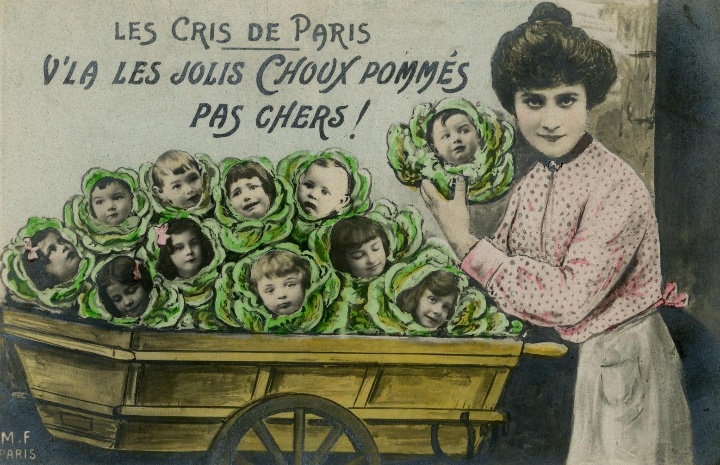 LES CRIS DE PARIS
V'LA LES JOLIS CHOUX POMMÉS
PAS CHERS!
M.F
PARIS